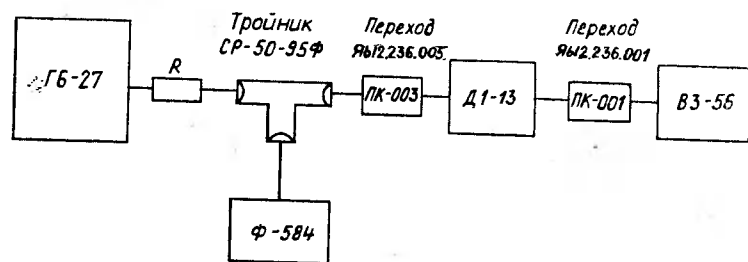 Тройник
СР-50-95Ф
Переход
ЯЫ2.236.003
Переход
ЯЫ2.236.001
Г6-27
R
ПК-003
Д1-13
ПК-001
В3-56
Ф-584